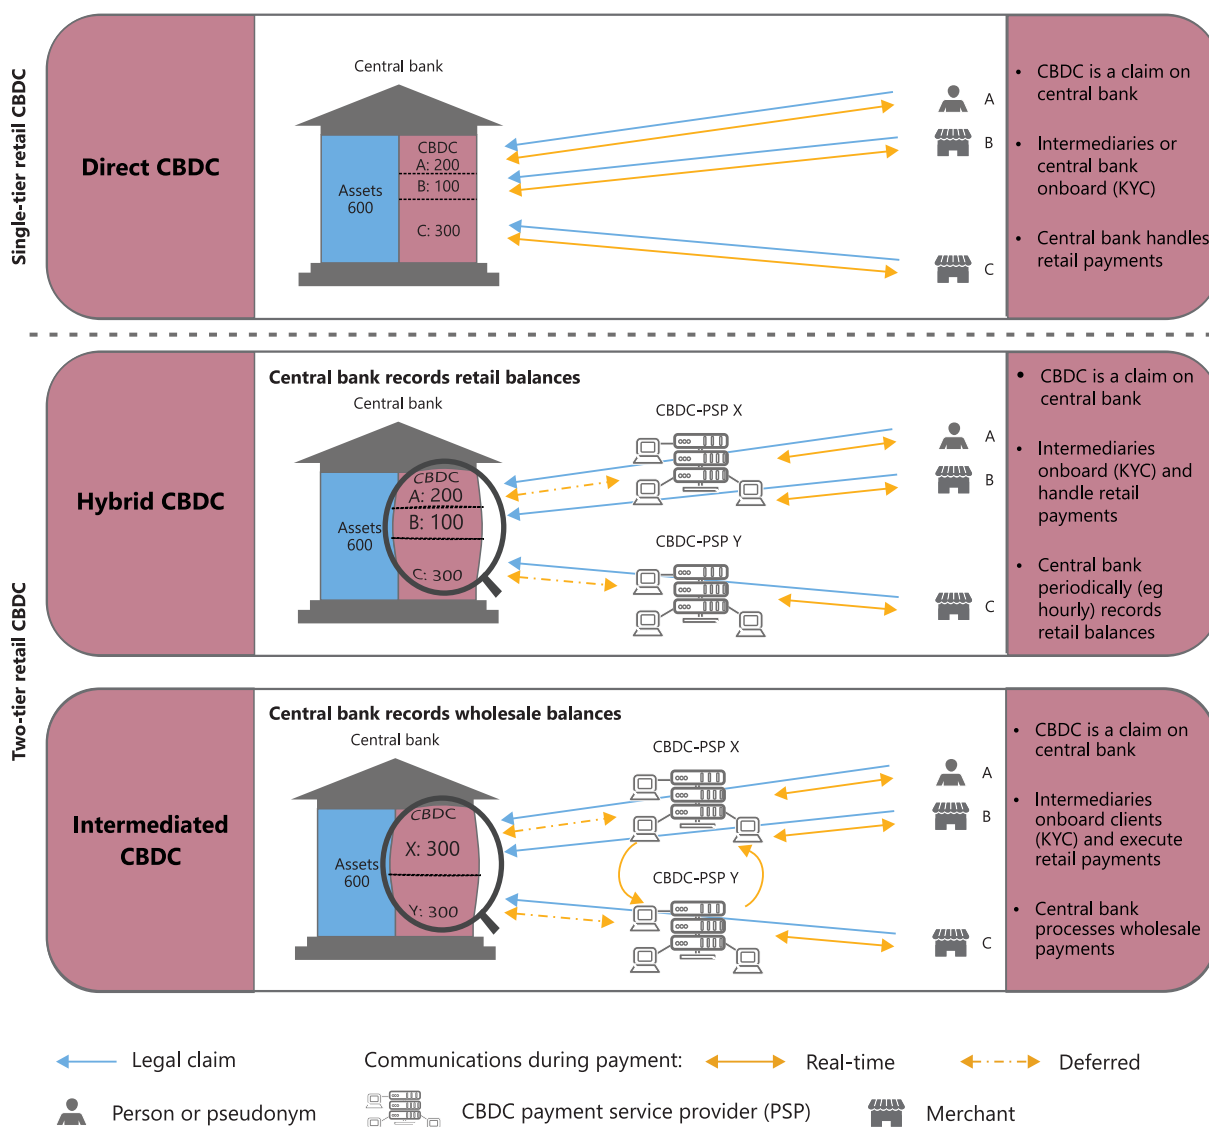 Single-tier retail CBDC
Direct CBDC
Central bank
CBDC
A: 200
B: 100
C: 300
Assets
600
A
B
C
• CBDC is a claim on
central bank
• Intermediaries or
central bank
onboard (KYC)
• Central bank handles
retail payments
Two-tier retail CBDC
Hybrid CBDC
Central bank records retail balances
Central bank
CBDC
A: 200
B: 100
C: 300
Assets
600
CBDC-PSP X
CBDC-PSP Y
A
B
C
• CBDC is a claim on
central bank
• Intermediaries
onboard (KYC) and
handle retail
payments
• Central bank
periodically (eg
hourly) records
retail balances
Intermediated
CBDC
Central bank records wholesale balances
Central bank
CBDC
X: 300
Y: 300
Assets
600
CBDC-PSP X
CBDC-PSP Y
A
B
C
• CBDC is a claim on
central bank
• Intermediaries
onboard clients
(KYC) and execute
retail payments
• Central bank
processes wholesale
payments
Legal claim
Communications during payment:
Real-time
Deferred
Person or pseudonym
CBDC payment service provider (PSP)
Merchant